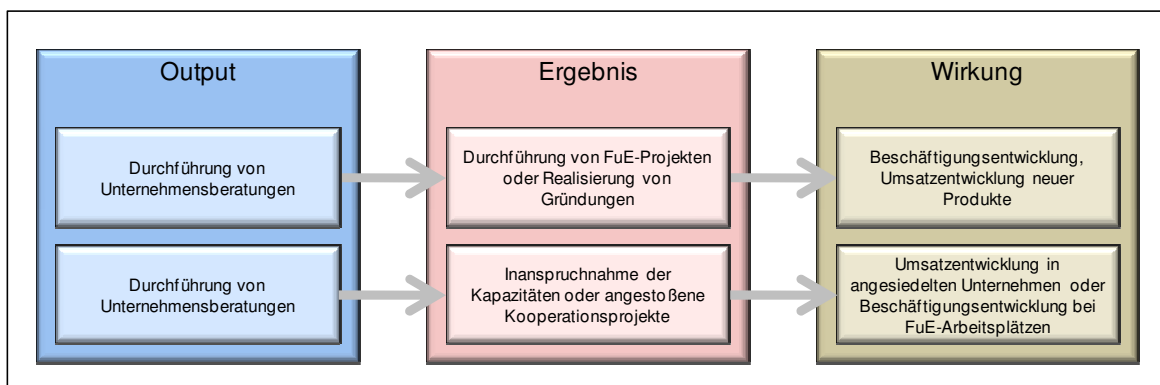 Output
Durchführung von
Unternehmensberatungen
Durchführung von
Unternehmensberatungen
Ergebnis
Durchführung von FuE-Projekten
oder Realisierung von
Gründungen
Inanspruchnahme der
Kapazitäten oder angestoßene
Kooperationsprojekte
Wirkung
Beschäftigungsentwicklung,
Umsatzentwicklung neuer
Produkte
Umsatzentwicklung in
angesiedelten Unternehmen oder
Beschäftigungsentwicklung bei
FuE-Arbeitsplätzen